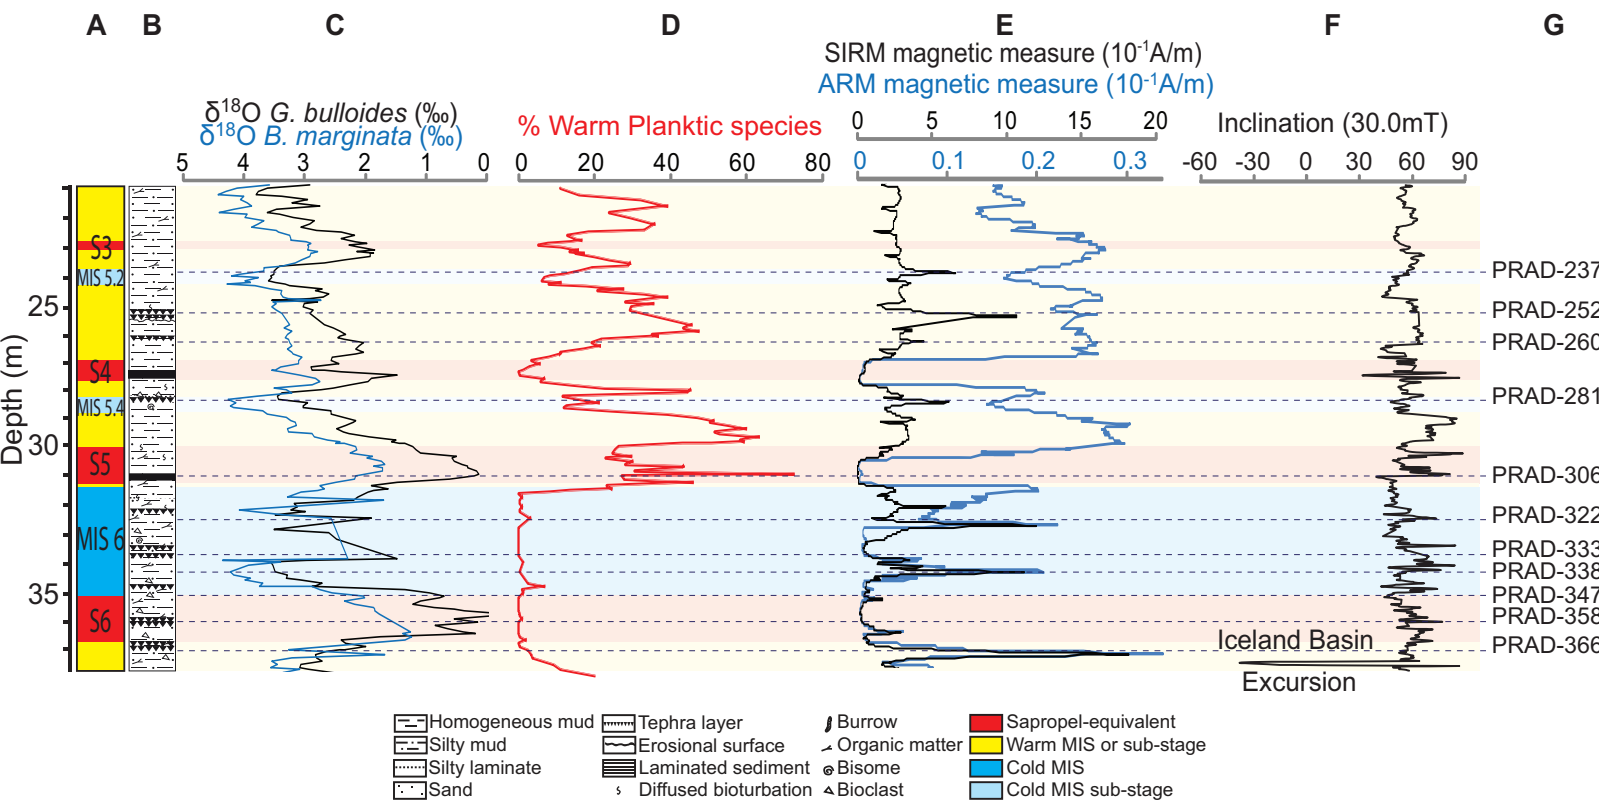 A B C D E F G
SIRM magnetic measure (10⁻¹A/m)
ARM magnetic measure (10⁻¹A/m)
δ¹⁸O G. bulloides (‰)
δ¹⁸O B. marginata (‰)
% Warm Planktic species
Inclination (30.0mT)
0 5 10 15 20
5 4 3 2 1 0
0 20 40 60 80
0 0.1 0.2 0.3
-60 -30 0 30 60 90
Depth (m)
25
30
35
S3
MIS 5.2
S4
MIS 5.4
S5
MIS 6
S6
PRAD-237
PRAD-252
PRAD-260
PRAD-281
PRAD-306
PRAD-322
PRAD-333
PRAD-338
PRAD-347
PRAD-358
PRAD-366
Iceland Basin
Excursion
Homogeneous mud
Silty mud
Silty laminate
Sand
Tephra layer
Erosional surface
Laminated sediment
Diffused bioturbation
Burrow
Organic matter
Bisome
Bioclast
Sapropel-equivalent
Warm MIS or sub-stage
Cold MIS
Cold MIS sub-stage